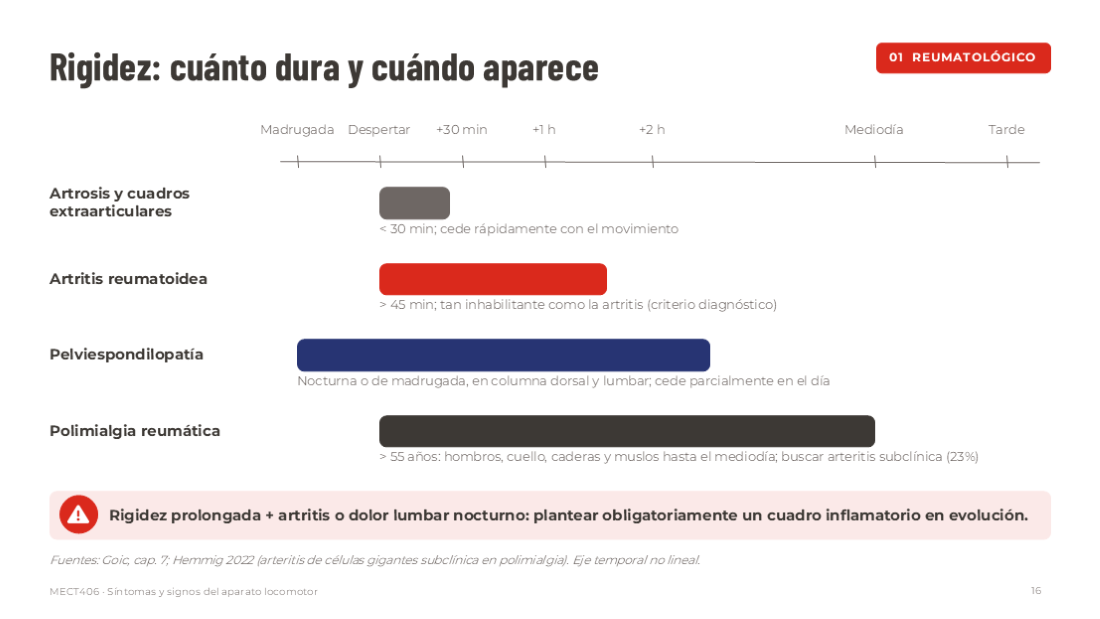 Rigidez: cuánto dura y cuándo aparece
01 REUMATOLÓGICO
Madrugada Despertar +30 min +1 h +2 h Mediodía Tarde
Artrosis y cuadros
extraarticulares
< 30 min; cede rápidamente con el movimiento
Artritis reumatoidea
> 45 min; tan inhabilitante como la artritis (criterio diagnóstico)
Pelviespondilopatía
Nocturna o de madrugada, en columna dorsal y lumbar; cede parcialmente en el día
Polimialgia reumática
> 55 años: hombros, cuello, caderas y muslos hasta el mediodía; buscar arteritis subclínica (23%)
Rigidez prolongada + artritis o dolor lumbar nocturno: plantear obligatoriamente un cuadro inflamatorio en evolución.
Fuentes: Goic, cap. 7; Hemmig 2022 (arteritis de células gigantes subclínica en polimialgia). Eje temporal no lineal.
MECT406 · Síntomas y signos del aparato locomotor
16